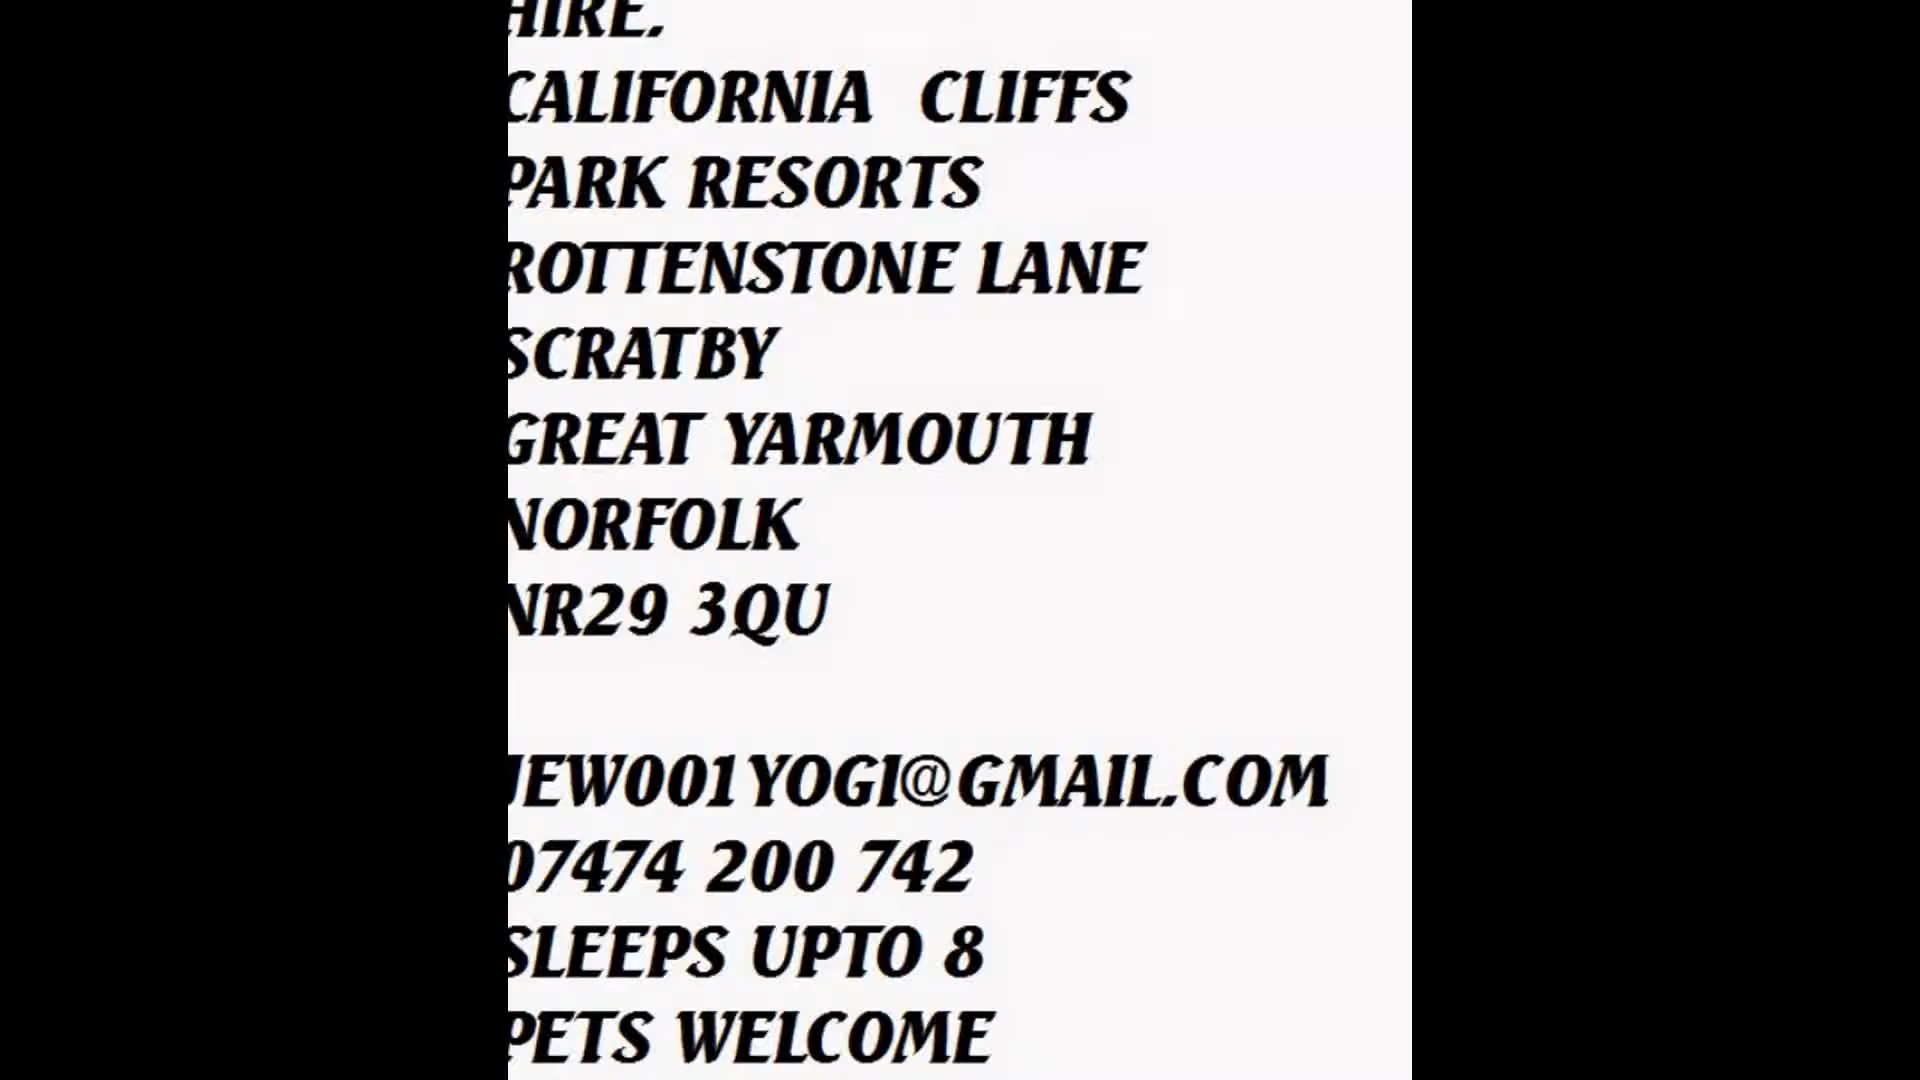 HIRE.
CALIFORNIA CLIFFS
PARK RESORTS
ROTTENSTONE LANE
SCRATBY
GREAT YARMOUTH
NORFOLK
NR29 3QU
JEW001YOGI@GMAIL.COM
07474 200 742
SLEEPS UPTO 8
PETS WELCOME